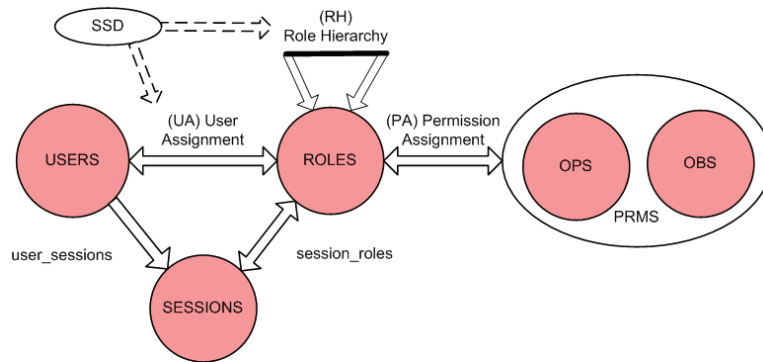 SSD
(RH)
Role Hierarchy
(UA) User
Assignment
(PA) Permission
Assignment
USERS
ROLES
OPS
OBS
PRMS
user_sessions
session_roles
SESSIONS